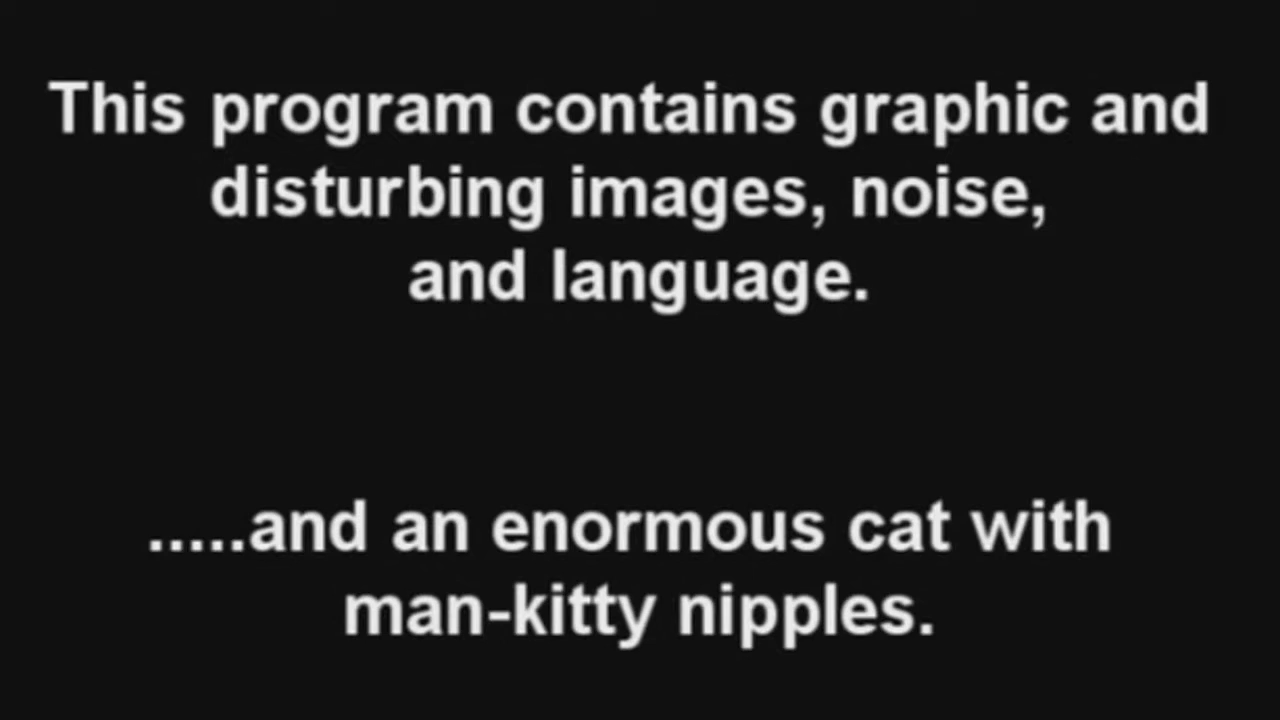 This program contains graphic and
disturbing images, noise,
and language.
.....and an enormous cat with
man-kitty nipples.